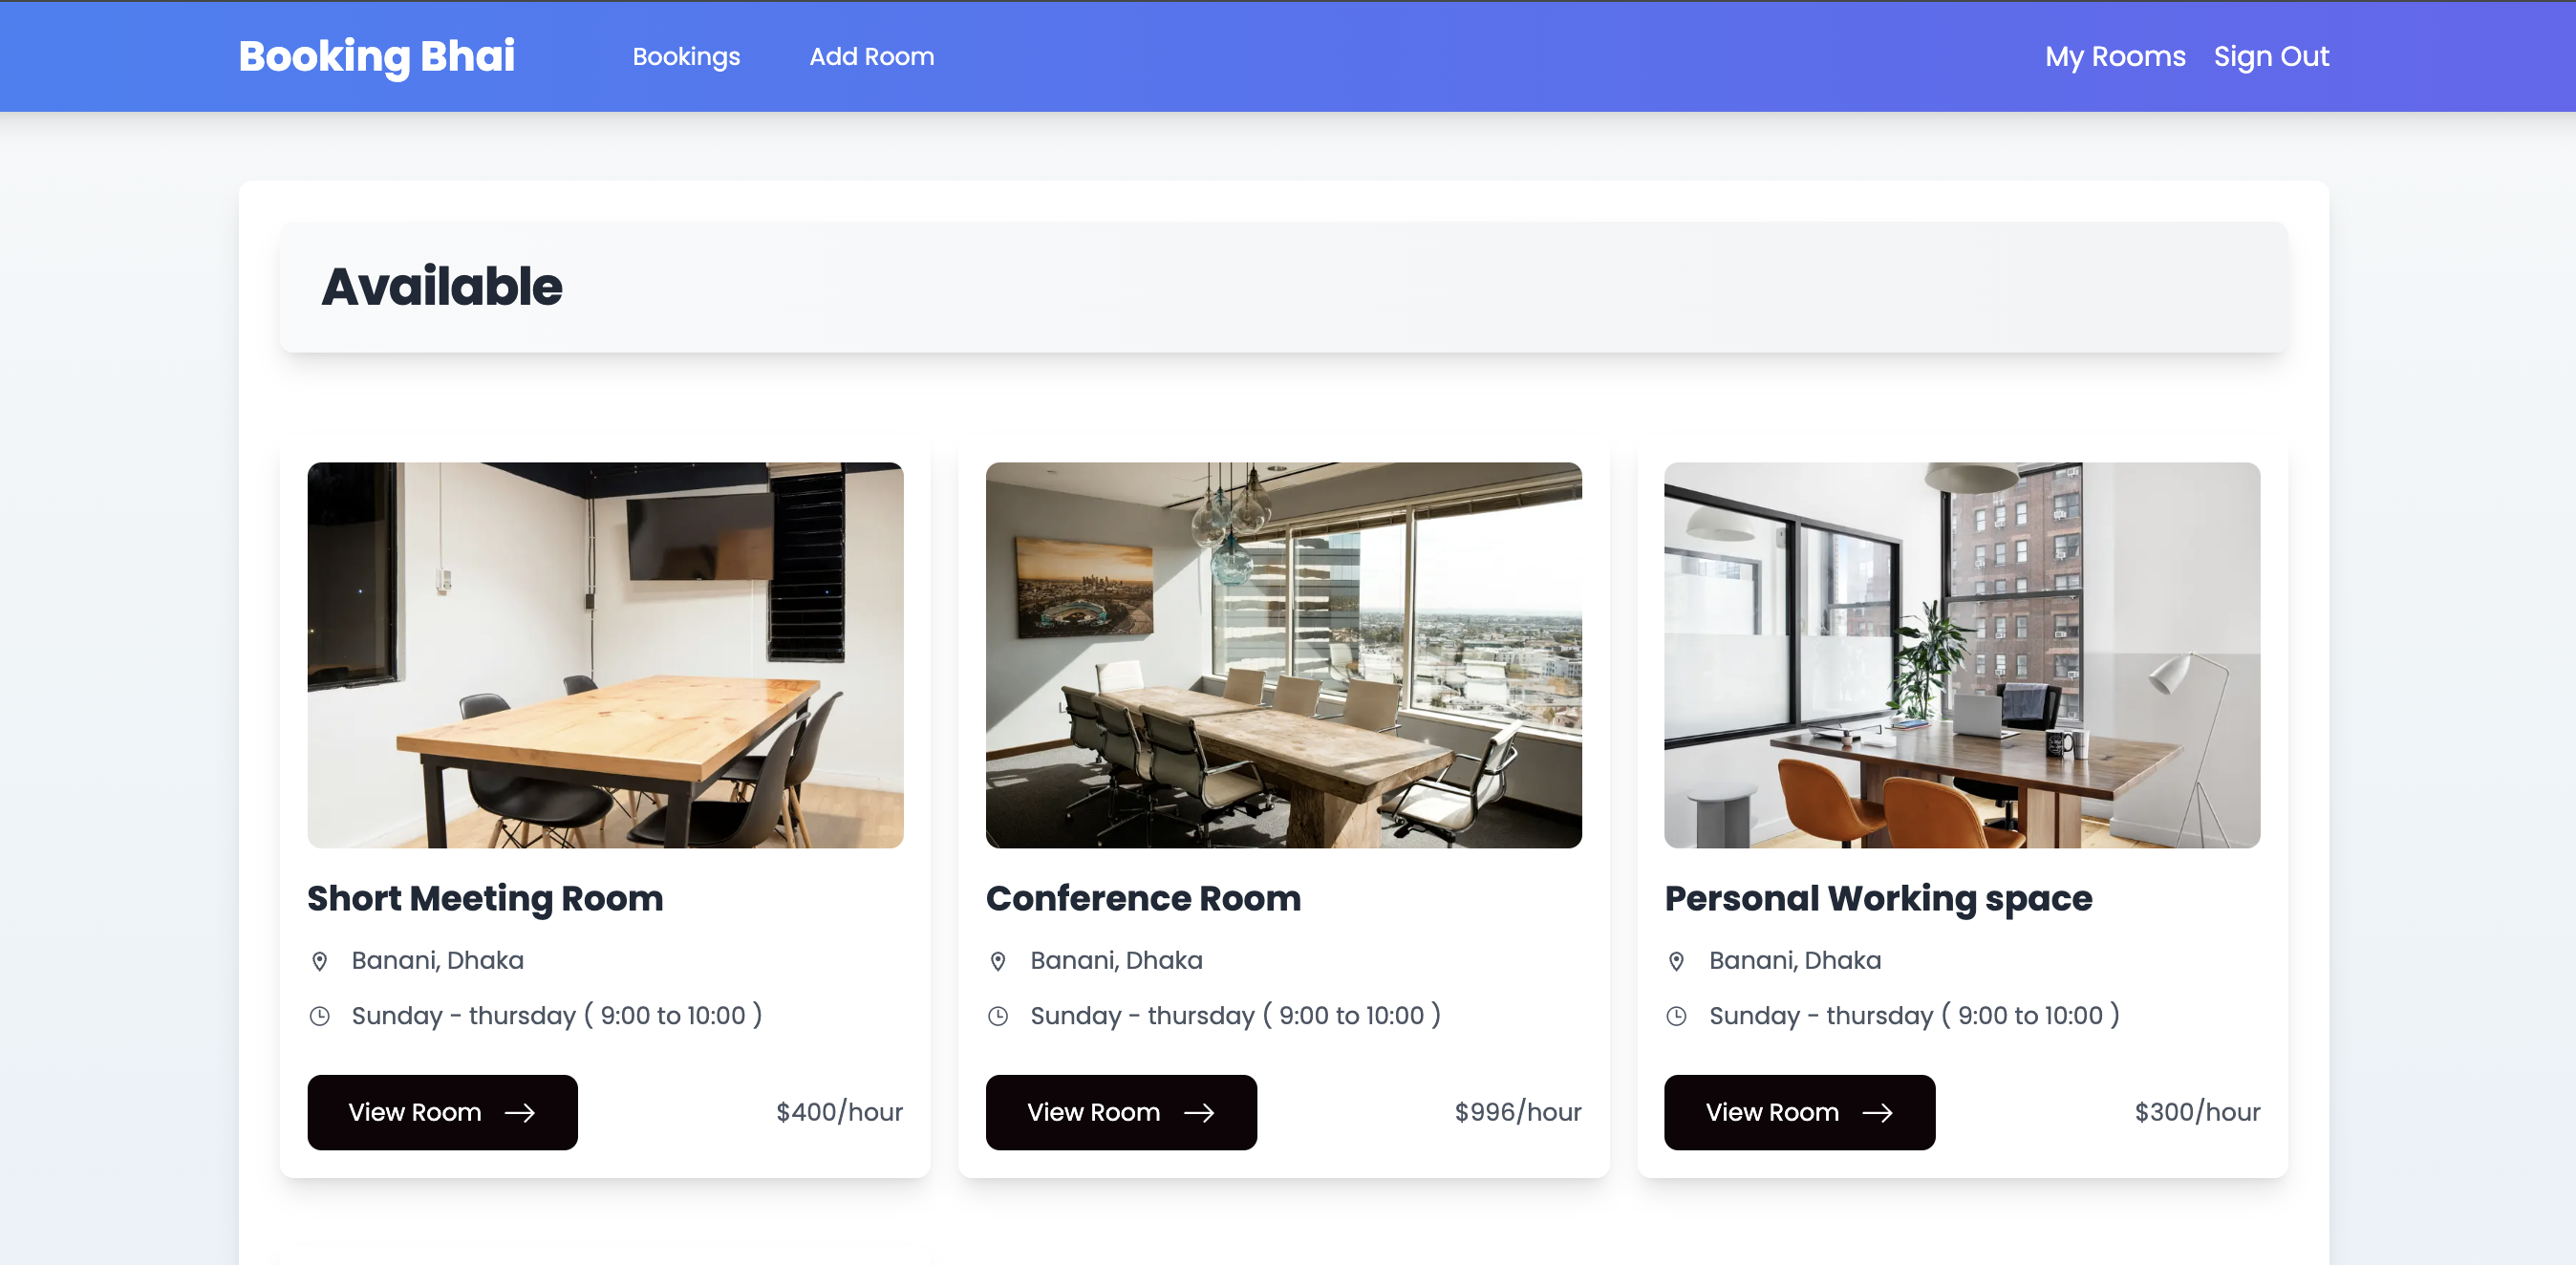 Booking Bhai
Bookings
Add Room
My Rooms
Sign Out
Available
Short Meeting Room
Banani, Dhaka
Sunday - thursday ( 9:00 to 10:00 )
View Room →
$400/hour
Conference Room
Banani, Dhaka
Sunday - thursday ( 9:00 to 10:00 )
View Room →
$996/hour
Personal Working space
Banani, Dhaka
Sunday - thursday ( 9:00 to 10:00 )
View Room →
$300/hour